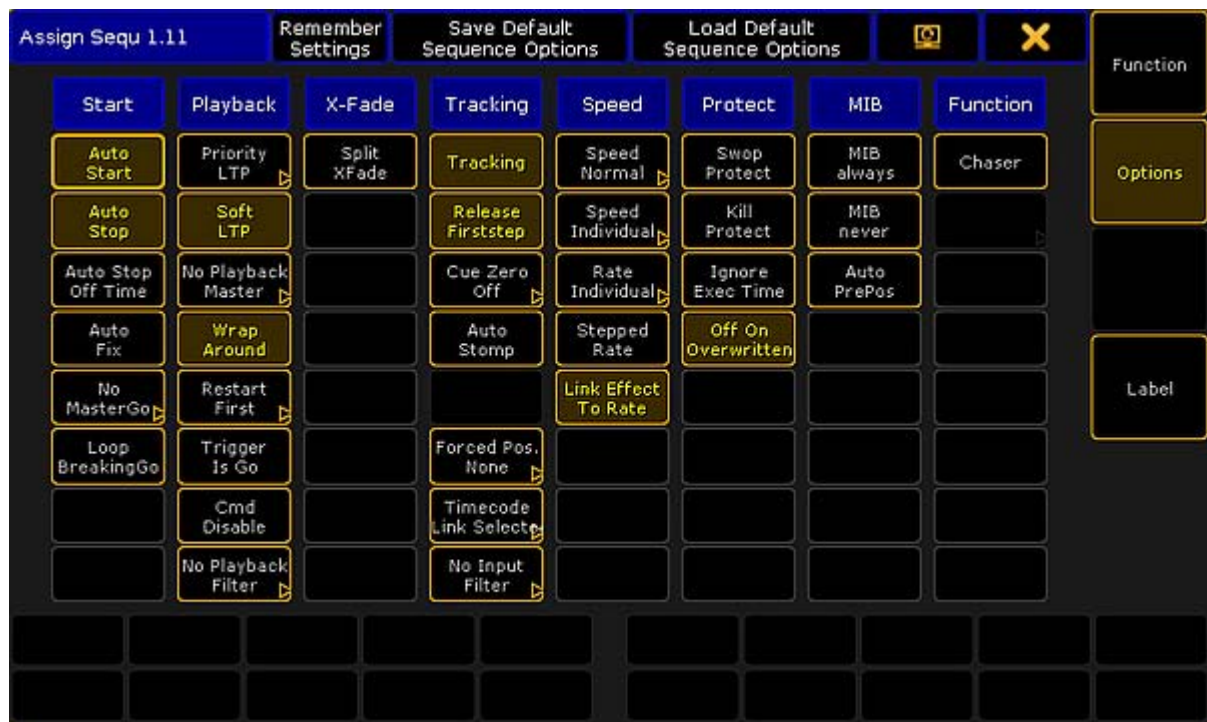 Assign Sequ 1.11
Remember
Settings
Save Default
Sequence Options
Load Default
Sequence Options
Function
Options
Label
Start
Playback
X-Fade
Tracking
Speed
Protect
MIB
Function
Auto
Start
Priority
LTP
Split
XFade
Tracking
Speed
Normal
Swop
Protect
MIB
always
Chaser
Auto
Stop
Soft
LTP
Release
Firststep
Speed
Individual
Kill
Protect
MIB
never
Auto Stop
Off Time
No Playback
Master
Cue Zero
Off
Rate
Individual
Ignore
Exec Time
Auto
PrePos
Auto
Fix
Wrap
Around
Auto
Stomp
Stepped
Rate
Off On
Overwritten
No
MasterGo
Restart
First
Link Effect
To Rate
Loop
BreakingGo
Trigger
Is Go
Forced Pos.
None
Cmd
Disable
Timecode
Link Selecte
No Playback
Filter
No Input
Filter